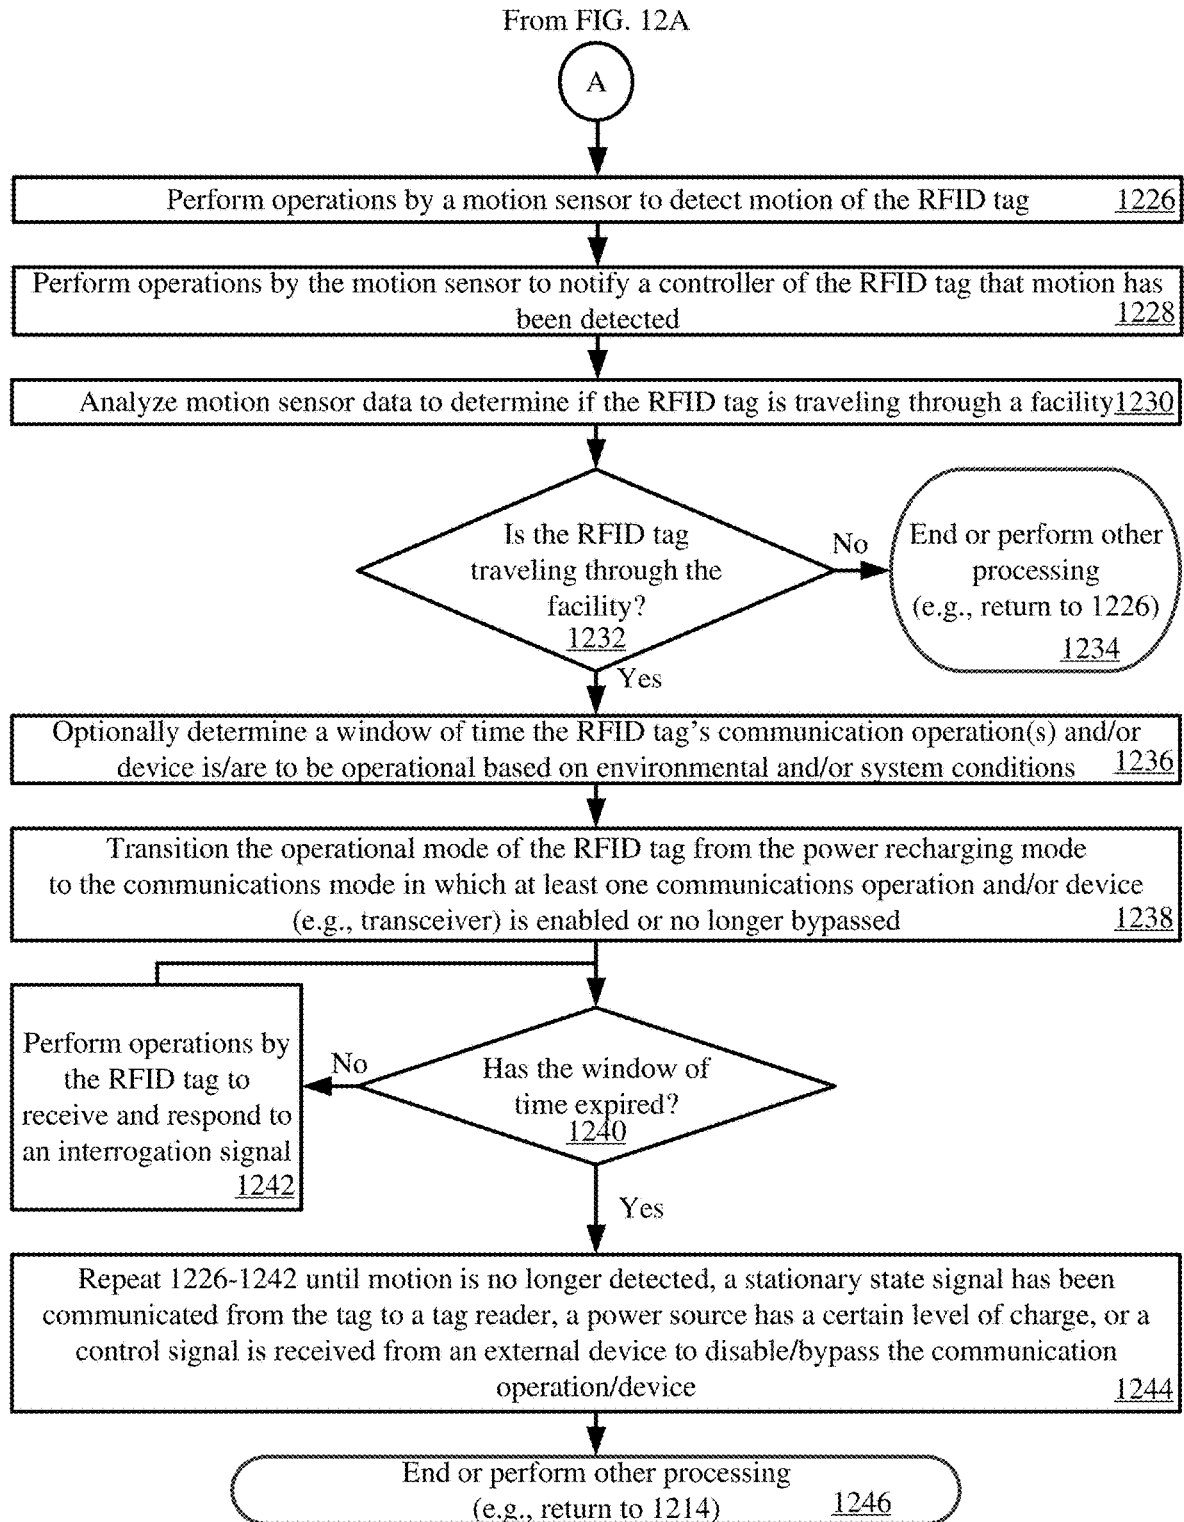 From FIG. 12A
A
Perform operations by a motion sensor to detect motion of the RFID tag 1226
Perform operations by the motion sensor to notify a controller of the RFID tag that motion has
been detected 1228
Analyze motion sensor data to determine if the RFID tag is traveling through a facility 1230
Is the RFID tag
traveling through the
facility?
1232
No
End or perform other
processing
(e.g., return to 1226)
1234
Yes
Optionally determine a window of time the RFID tag's communication operation(s) and/or
device is/are to be operational based on environmental and/or system conditions 1236
Transition the operational mode of the RFID tag from the power recharging mode
to the communications mode in which at least one communications operation and/or device
(e.g., transceiver) is enabled or no longer bypassed 1238
Perform operations by
the RFID tag to
receive and respond to
an interrogation signal
1242
No
Has the window of
time expired?
1240
Yes
Repeat 1226-1242 until motion is no longer detected, a stationary state signal has been
communicated from the tag to a tag reader, a power source has a certain level of charge, or a
control signal is received from an external device to disable/bypass the communication
operation/device 1244
End or perform other processing
(e.g., return to 1214) 1246